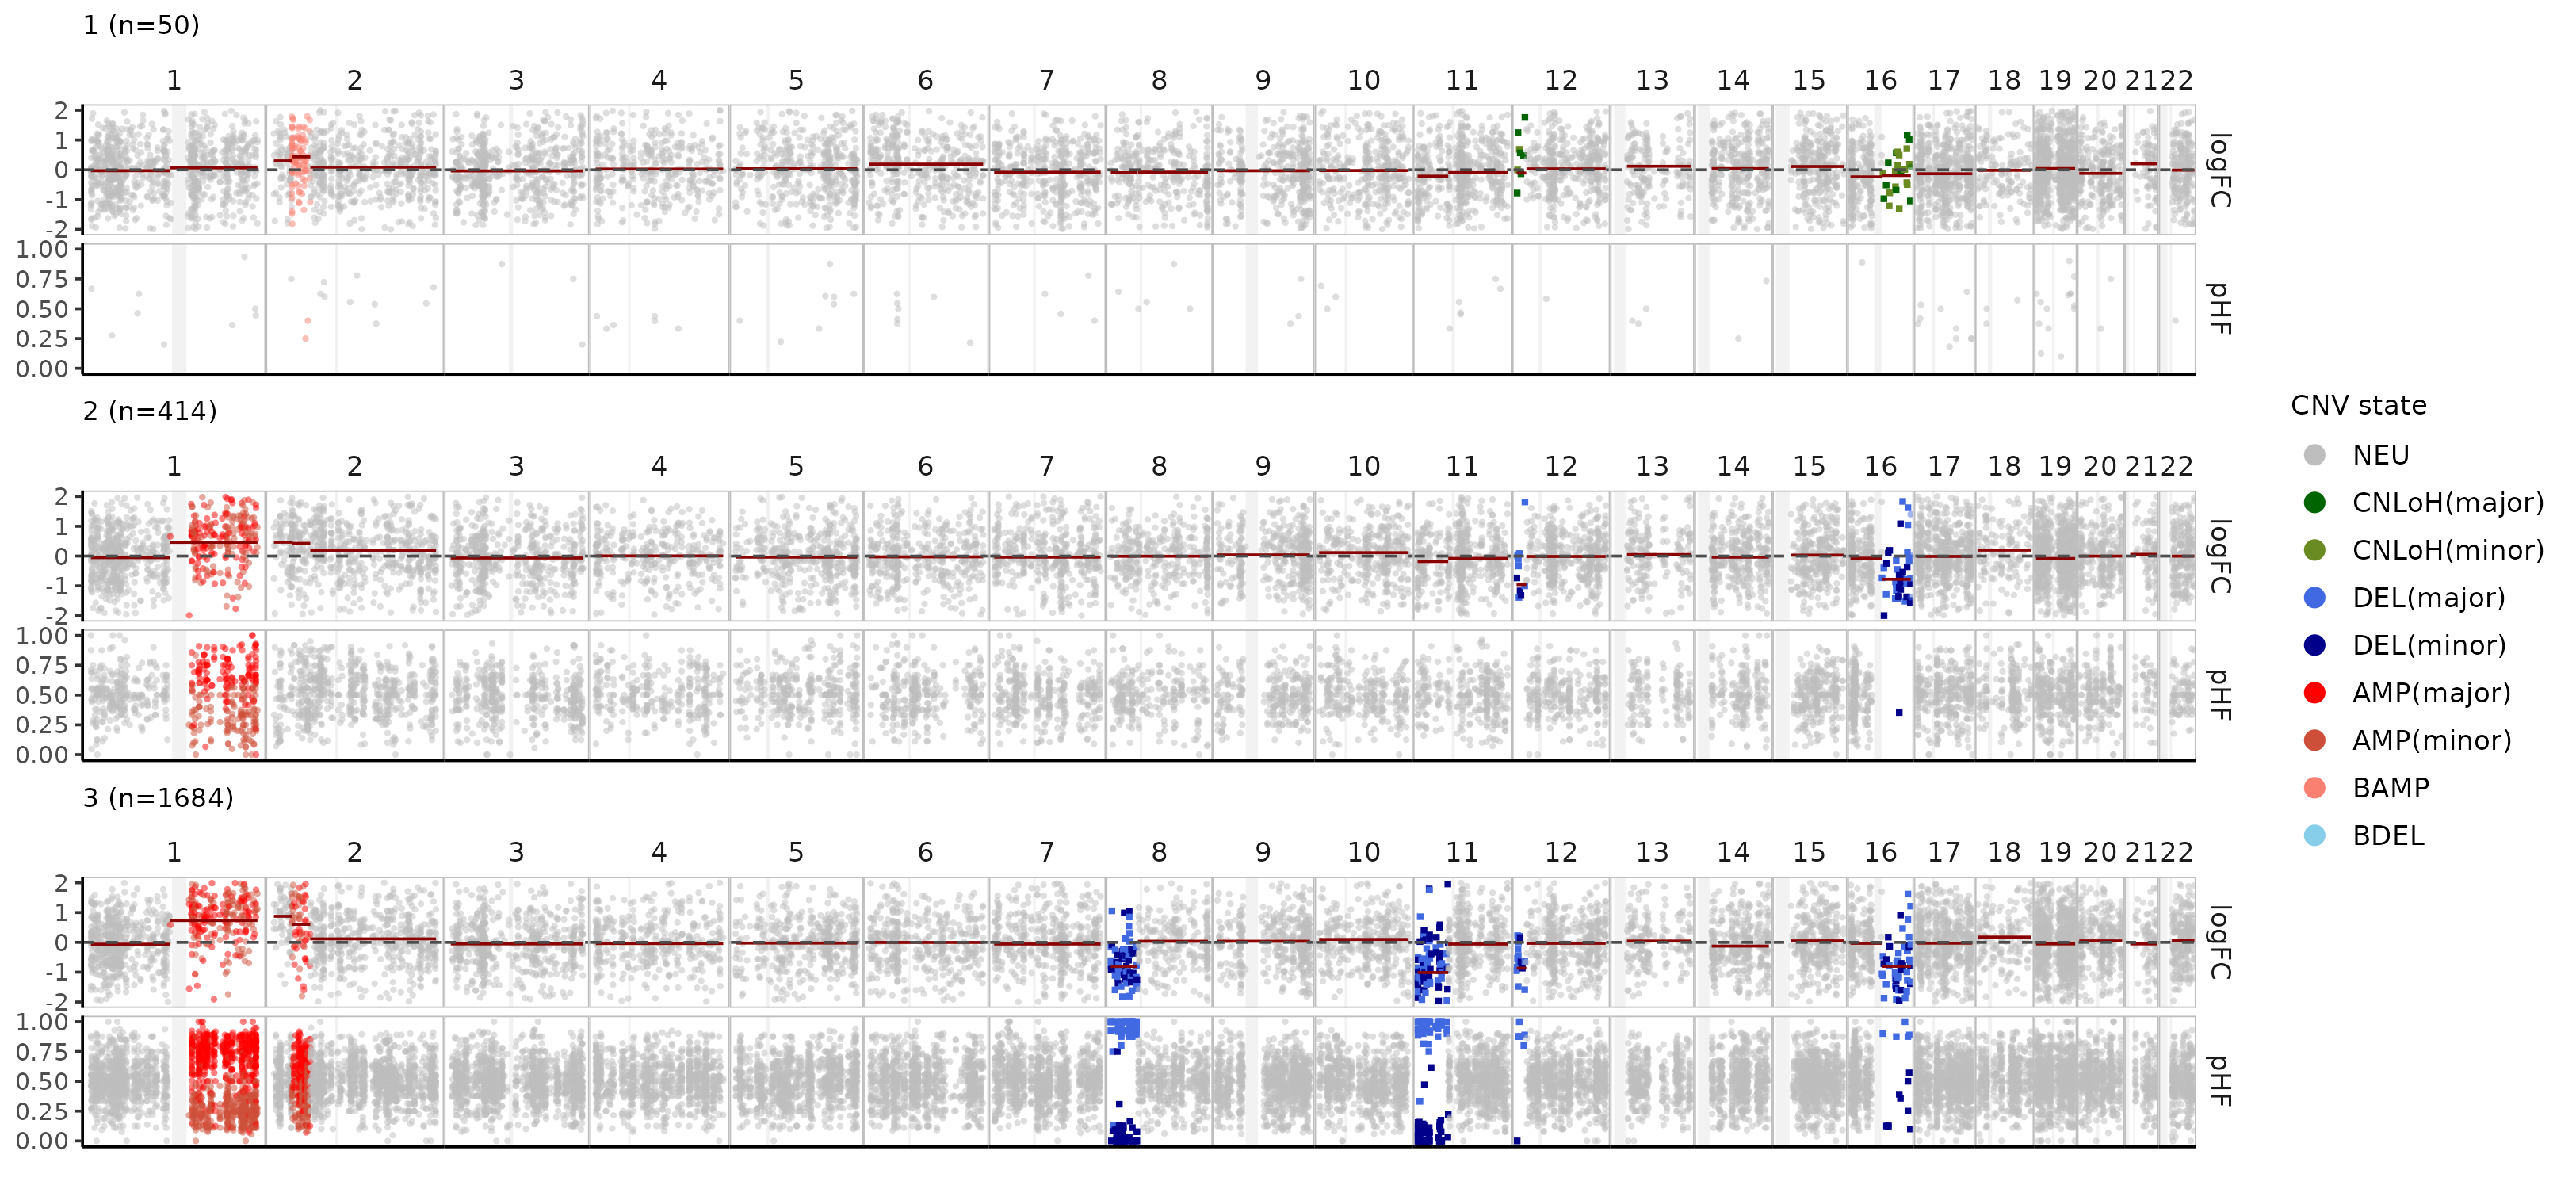 1 (n=50)
1 2 3 4 5 6 7 8 9 10 11 12 13 14 15 16 17 18 19 20 21 22
2
1
0
-1
-2
logFC
1.00
0.75
0.50
0.25
0.00
pHF
2 (n=414)
1 2 3 4 5 6 7 8 9 10 11 12 13 14 15 16 17 18 19 20 21 22
2
1
0
-1
-2
logFC
1.00
0.75
0.50
0.25
0.00
pHF
3 (n=1684)
1 2 3 4 5 6 7 8 9 10 11 12 13 14 15 16 17 18 19 20 21 22
2
1
0
-1
-2
logFC
1.00
0.75
0.50
0.25
0.00
pHF
CNV state
NEU
CNLoH(major)
CNLoH(minor)
DEL(major)
DEL(minor)
AMP(major)
AMP(minor)
BAMP
BDEL